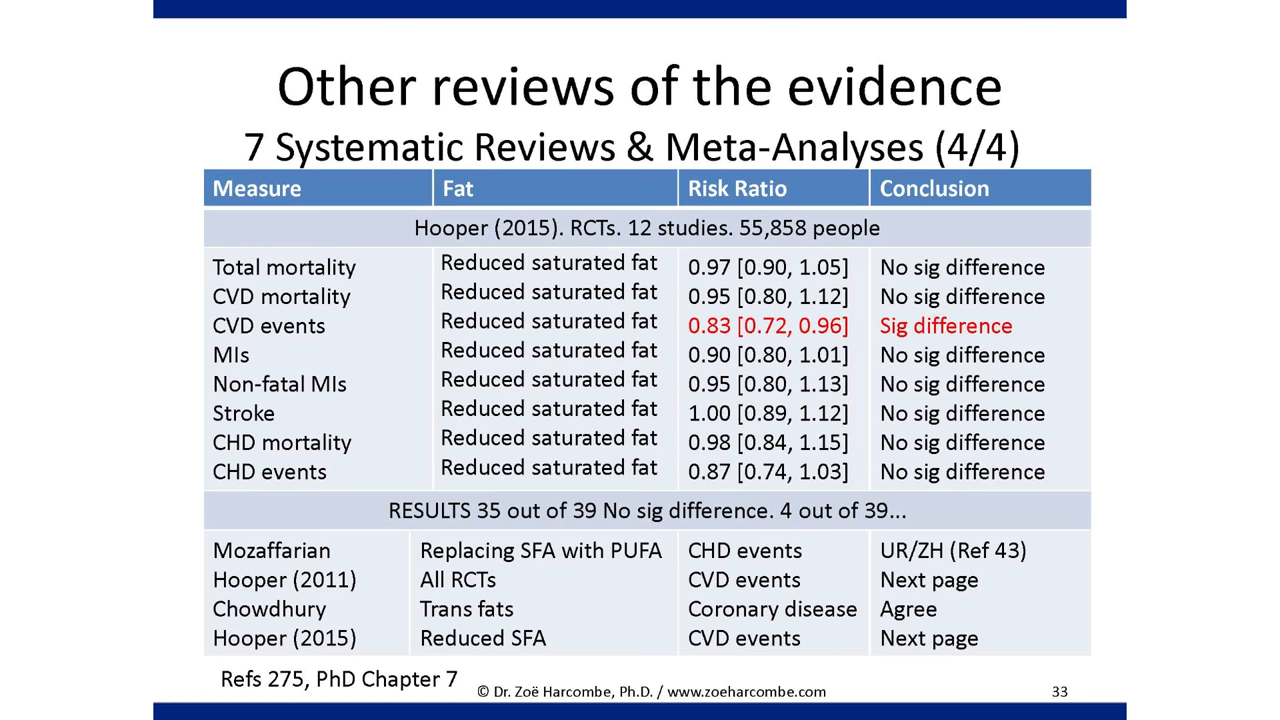 Other reviews of the evidence
7 Systematic Reviews & Meta-Analyses (4/4)
Measure Fat Risk Ratio Conclusion
Hooper (2015). RCTs. 12 studies. 55,858 people
Total mortality Reduced saturated fat 0.97 [0.90, 1.05] No sig difference
CVD mortality Reduced saturated fat 0.95 [0.80, 1.12] No sig difference
CVD events Reduced saturated fat 0.83 [0.72, 0.96] Sig difference
MIs Reduced saturated fat 0.90 [0.80, 1.01] No sig difference
Non-fatal MIs Reduced saturated fat 0.95 [0.80, 1.13] No sig difference
Stroke Reduced saturated fat 1.00 [0.89, 1.12] No sig difference
CHD mortality Reduced saturated fat 0.98 [0.84, 1.15] No sig difference
CHD events Reduced saturated fat 0.87 [0.74, 1.03] No sig difference
RESULTS 35 out of 39 No sig difference. 4 out of 39...
Mozaffarian Replacing SFA with PUFA CHD events UR/ZH (Ref 43)
Hooper (2011) All RCTs CVD events Next page
Chowdhury Trans fats Coronary disease Agree
Hooper (2015) Reduced SFA CVD events Next page
Refs 275, PhD Chapter 7
© Dr. Zoë Harcombe, Ph.D. / www.zoeharcombe.com
33